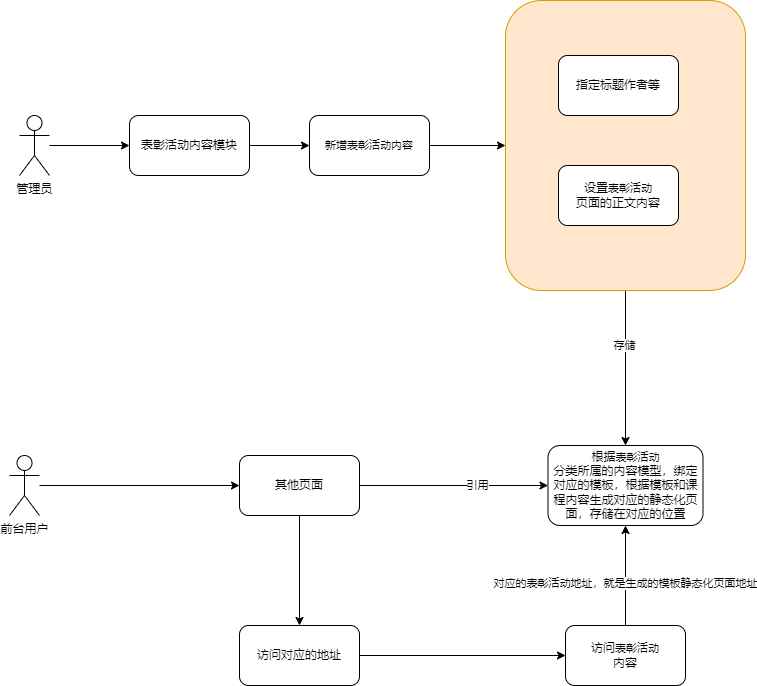 指定标题作者等
管理员
表彰活动内容模块
新增表彰活动内容
设置表彰活动
页面的正文内容
存储
前台用户
其他页面
引用
根据表彰活动
分类所属的内容模型，绑定
对应的模板，根据模板和课
程内容生成对应的静态化页
面，存储在对应的位置
对应的表彰活动地址，就是生成的模板静态化页面地址
访问对应的地址
访问表彰活动
内容